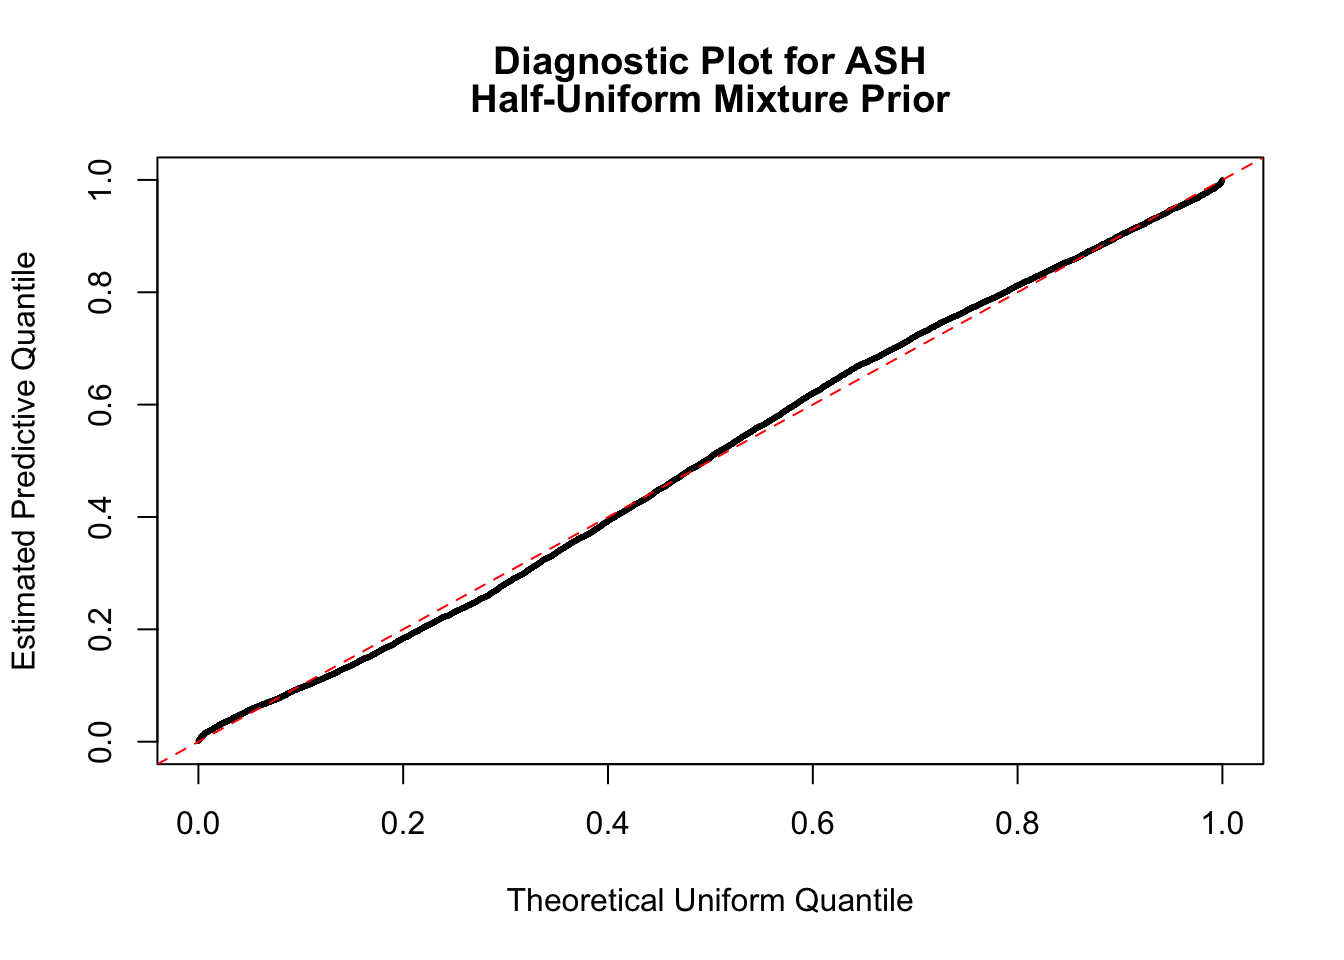 Diagnostic Plot for ASH
Half-Uniform Mixture Prior
Estimated Predictive Quantile
1.0
0.8
0.6
0.4
0.2
0.0
0.0 0.2 0.4 0.6 0.8 1.0
Theoretical Uniform Quantile